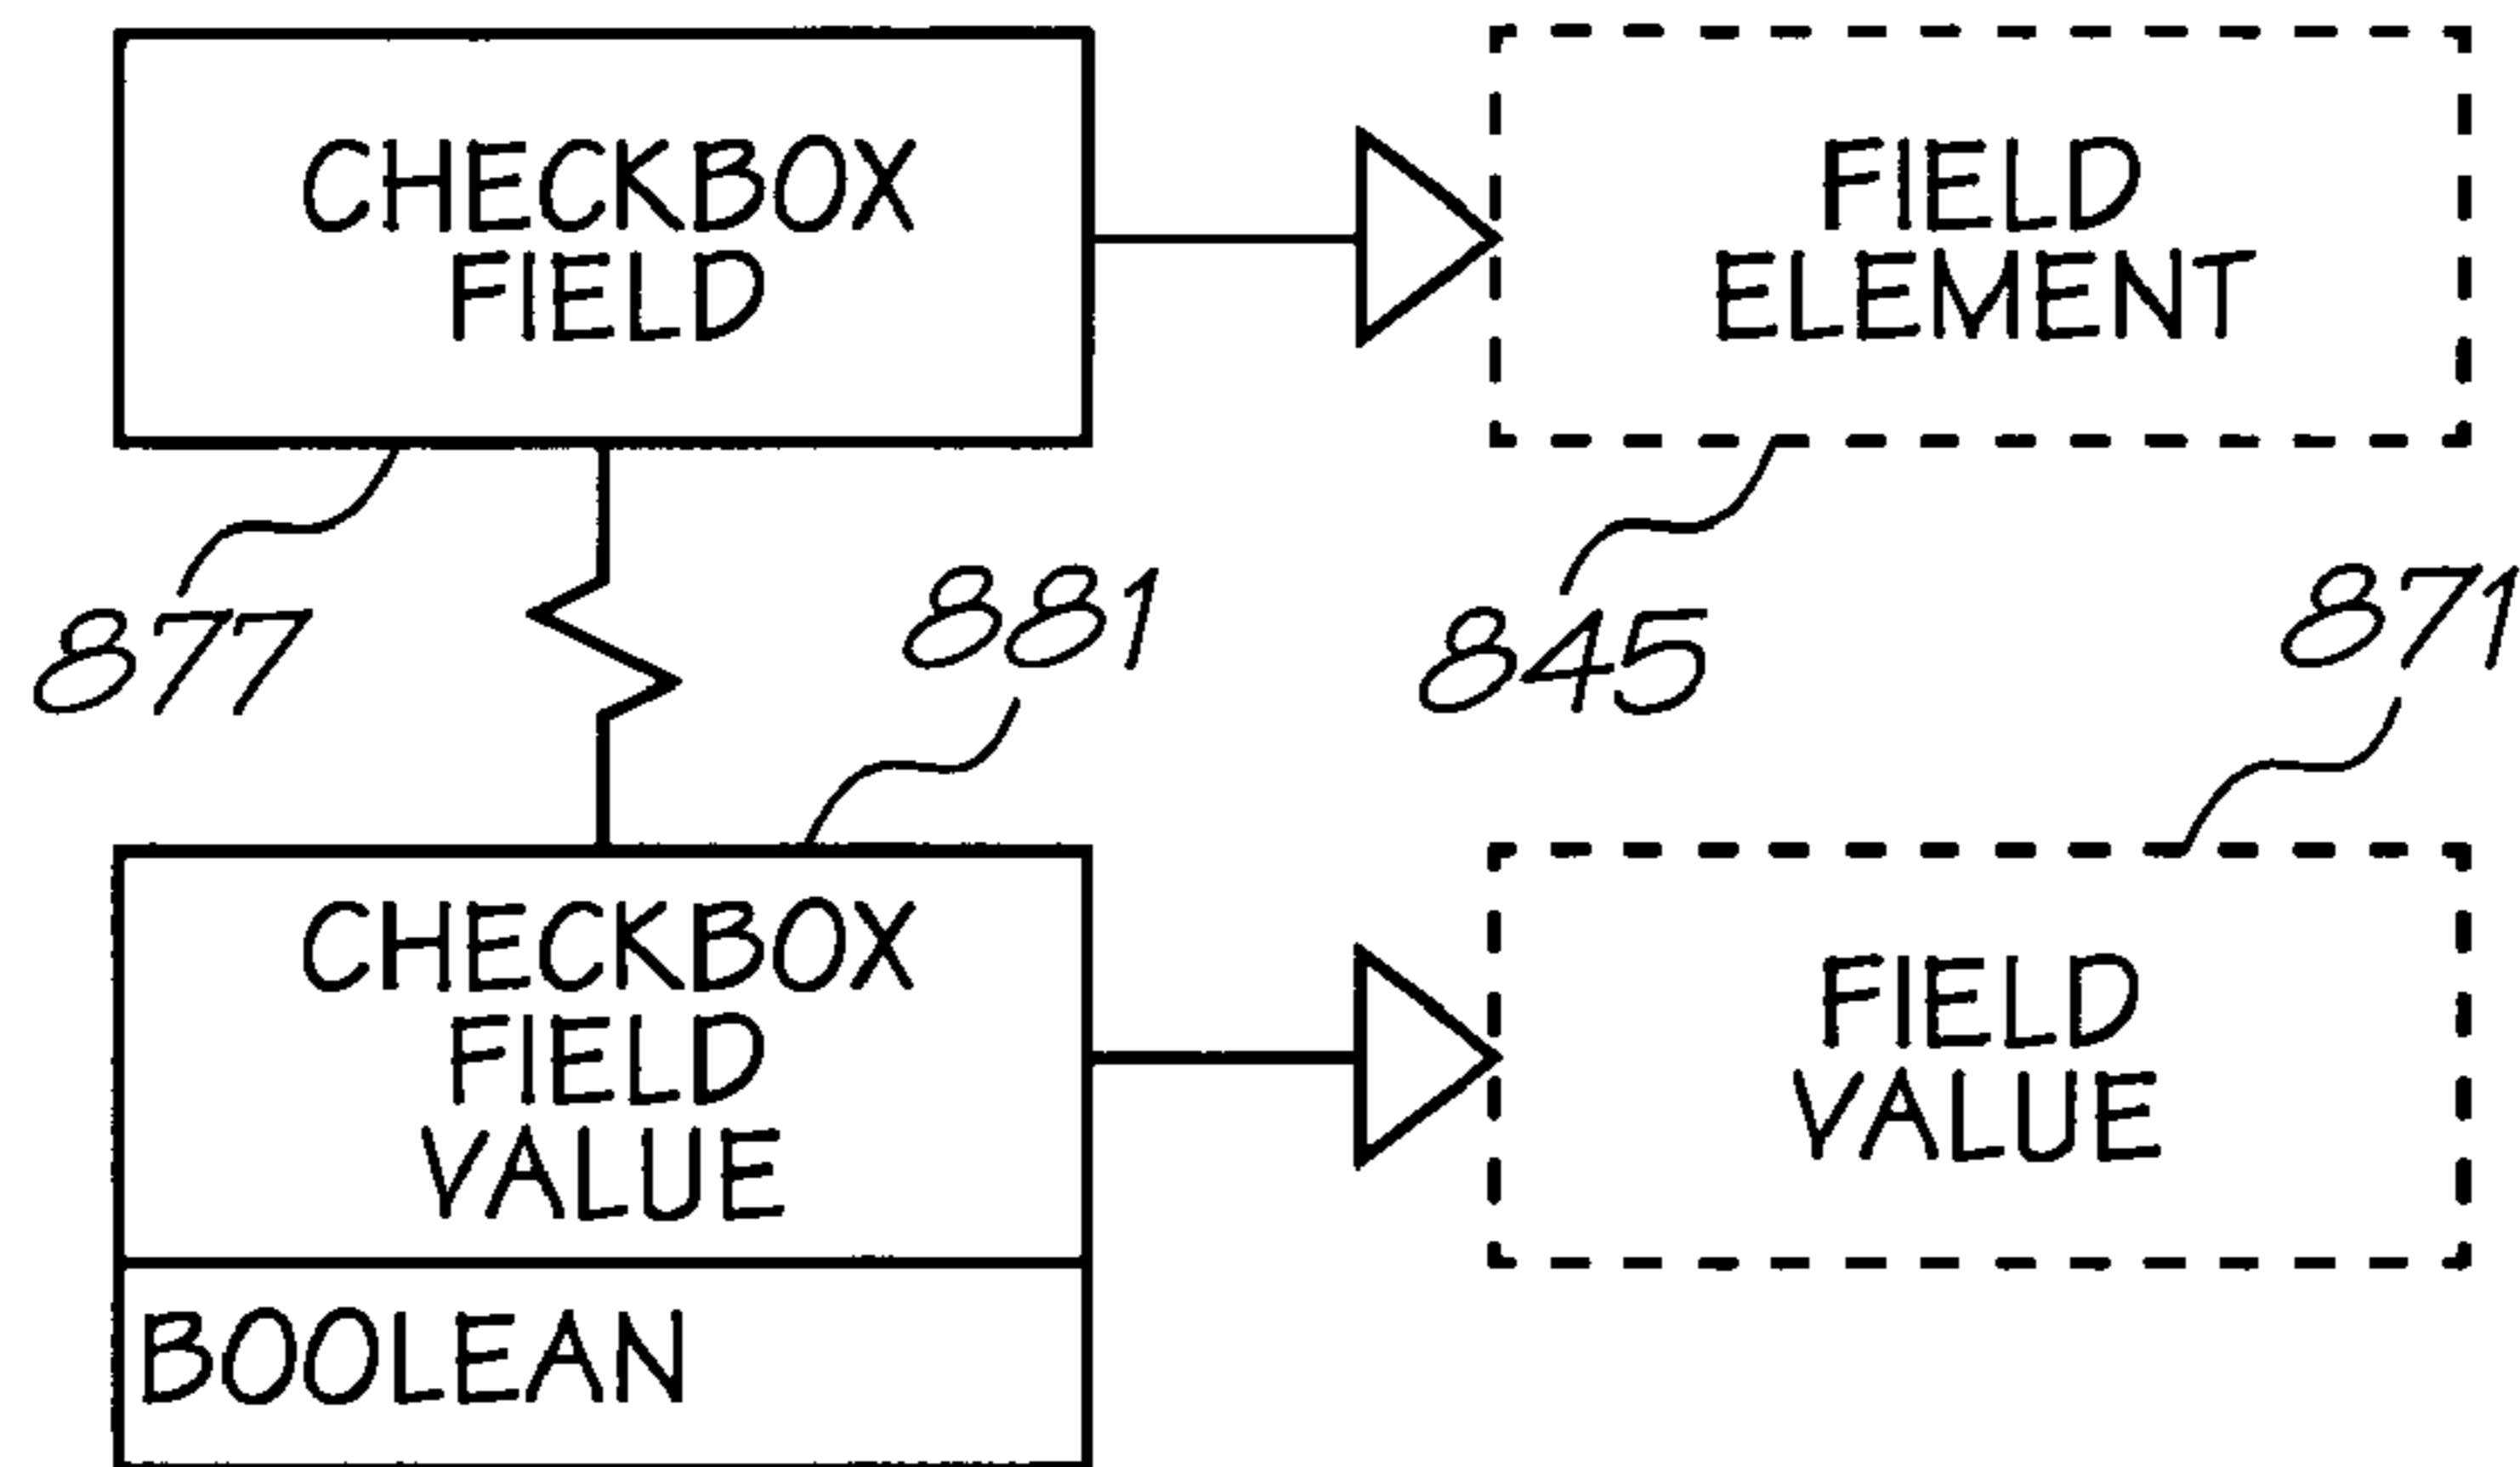 CHECKBOX
FIELD
FIELD
ELEMENT
877
881
845
871
CHECKBOX
FIELD
VALUE
BOOLEAN
FIELD
VALUE